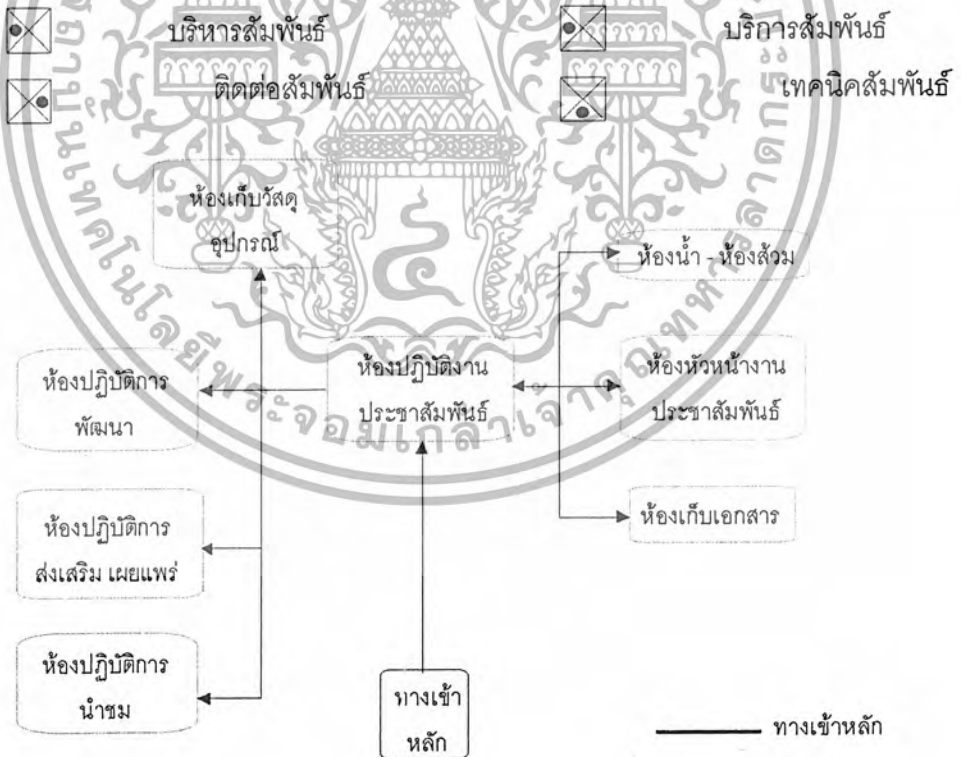 บริหารสัมพันธ์
บริการสัมพันธ์
ติดต่อสัมพันธ์
เทคนิคสัมพันธ์
ห้องเก็บวัสดุ
อุปกรณ์
ห้องน้ำ - ห้องส้วม
ห้องปฏิบัติการ
พัฒนา
ห้องปฏิบัติงาน
ประชาสัมพันธ์
ห้องหัวหน้างาน
ประชาสัมพันธ์
ห้องปฏิบัติการ
ส่งเสริม เผยแพร่
ห้องเก็บเอกสาร
ห้องปฏิบัติการ
นำชม
ทางเข้า
หลัก
ทางเข้าหลัก